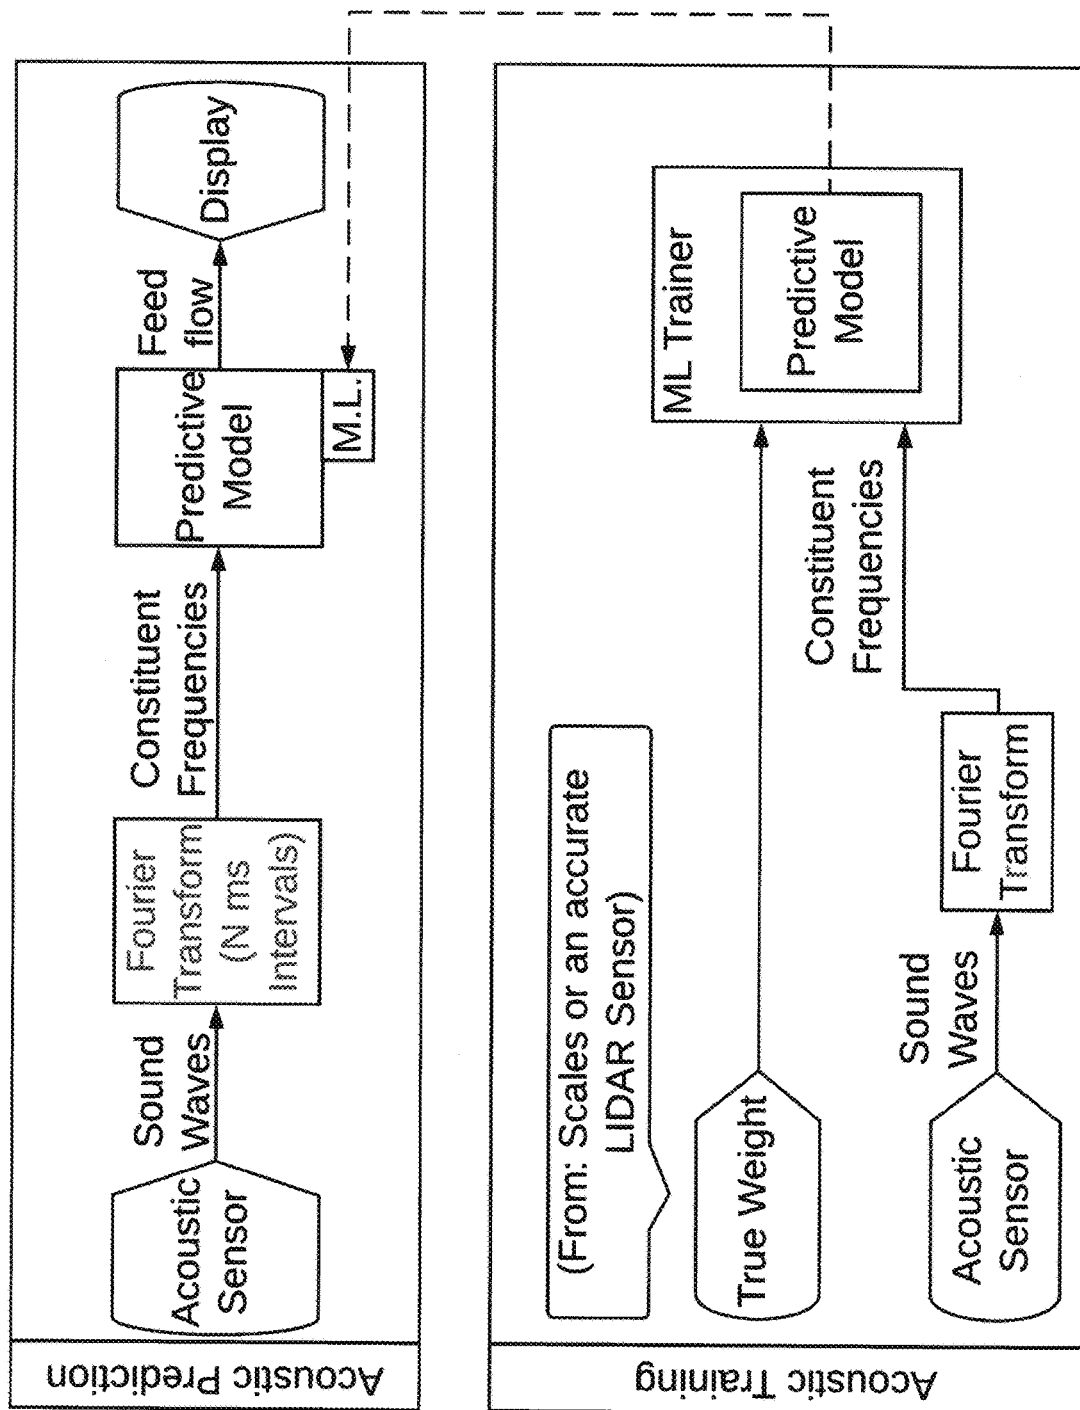 Acoustic Prediction
Acoustic
Sensor
Sound
Waves
Fourier
Transform
(N ms
Intervals)
Constituent
Frequencies
Predictive
Model
M.L.
Feed
flow
Display
Acoustic Training
(From: Scales or an accurate
LIDAR Sensor)
True Weight
Acoustic
Sensor
Sound
Waves
Fourier
Transform
Constituent
Frequencies
ML Trainer
Predictive
Model